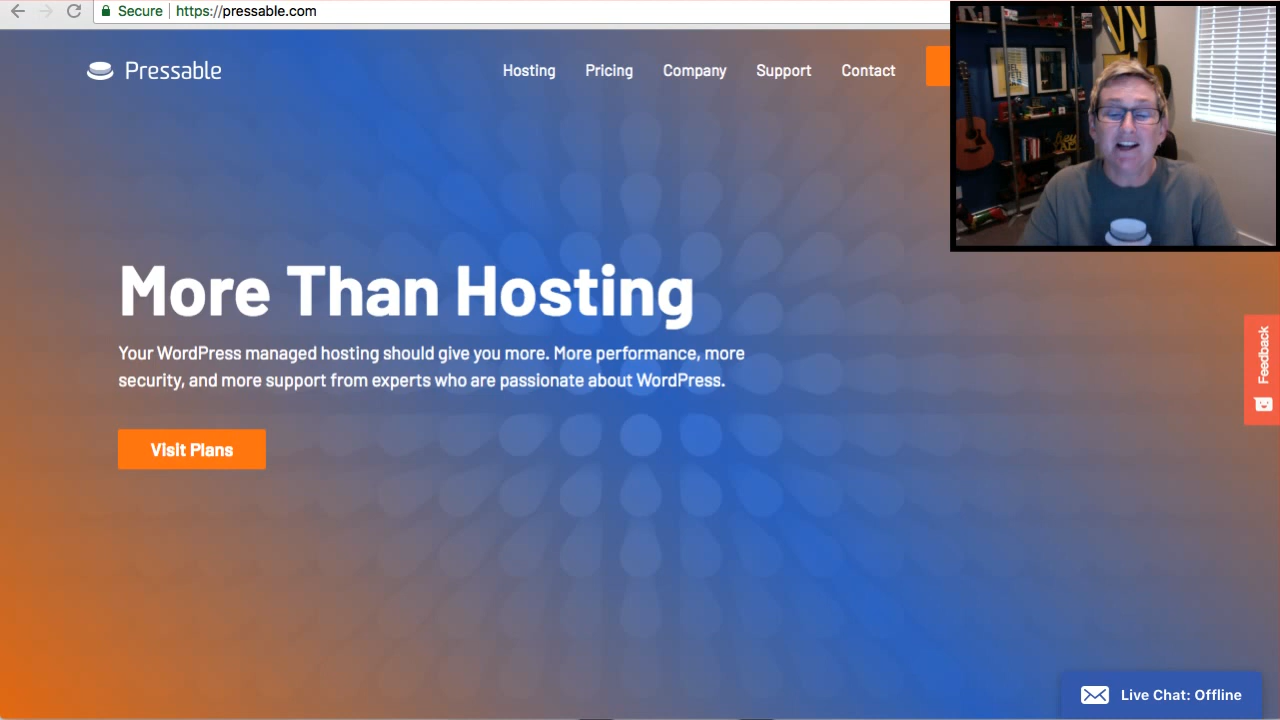 Secure
https://pressable.com
Pressable
Hosting
Pricing
Company
Support
Contact
More Than Hosting
Your WordPress managed hosting should give you more. More performance, more
security, and more support from experts who are passionate about WordPress.
Visit Plans
Feedback
Live Chat: Offline